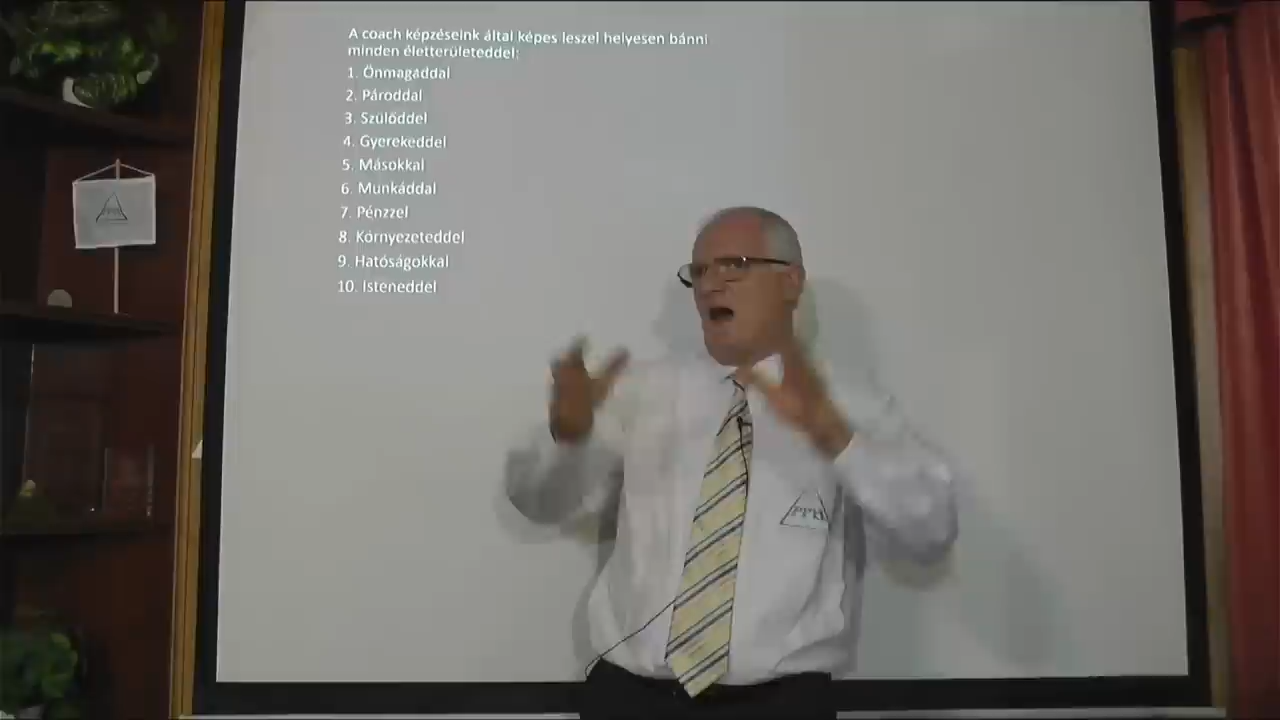 A coach képzéseink által képes leszel helyesen bánni
minden életterületeddel:
1. Önmagaddal
2. Pároddal
3. Szülőddel
4. Gyerekeddel
5. Másokkal
6. Munkáddal
7. Pénzzel
8. Környezeteddel
9. Hatóságokkal
10. Isteneddel